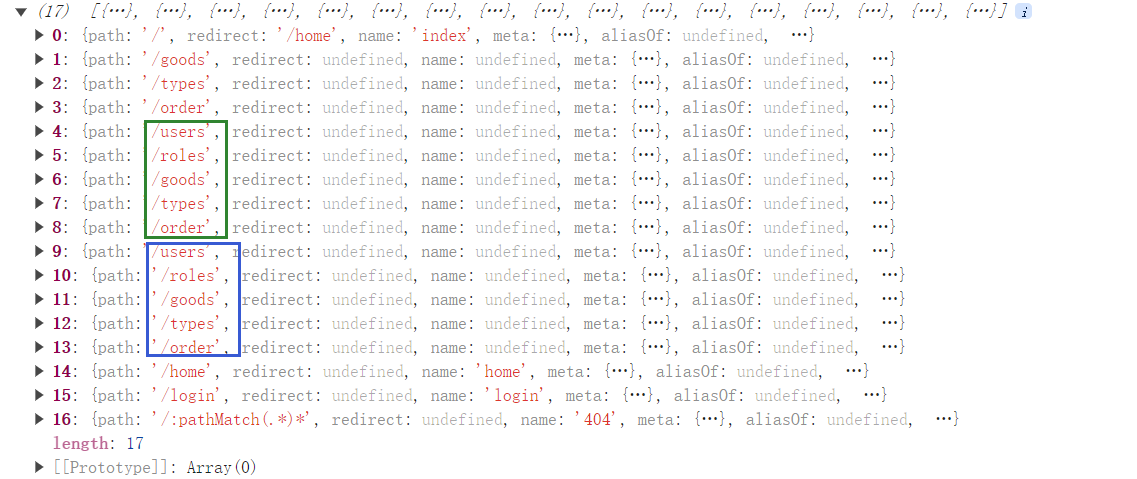 ▼ (17) [{…}, {…}, {…}, {…}, {…}, {…}, {…}, {…}, {…}, {…}, {…}, {…}, {…}, {…}, {…}, {…}, {…}] i
▶ 0: {path: '/', redirect: '/home', name: 'index', meta: {…}, aliasOf: undefined, …}
▶ 1: {path: '/goods', redirect: undefined, name: undefined, meta: {…}, aliasOf: undefined, …}
▶ 2: {path: '/types', redirect: undefined, name: undefined, meta: {…}, aliasOf: undefined, …}
▶ 3: {path: '/order', redirect: undefined, name: undefined, meta: {…}, aliasOf: undefined, …}
▶ 4: {path: '/users', redirect: undefined, name: undefined, meta: {…}, aliasOf: undefined, …}
▶ 5: {path: '/roles', redirect: undefined, name: undefined, meta: {…}, aliasOf: undefined, …}
▶ 6: {path: '/goods', redirect: undefined, name: undefined, meta: {…}, aliasOf: undefined, …}
▶ 7: {path: '/types', redirect: undefined, name: undefined, meta: {…}, aliasOf: undefined, …}
▶ 8: {path: '/order', redirect: undefined, name: undefined, meta: {…}, aliasOf: undefined, …}
▶ 9: {path: '/users', redirect: undefined, name: undefined, meta: {…}, aliasOf: undefined, …}
▶ 10: {path: '/roles', redirect: undefined, name: undefined, meta: {…}, aliasOf: undefined, …}
▶ 11: {path: '/goods', redirect: undefined, name: undefined, meta: {…}, aliasOf: undefined, …}
▶ 12: {path: '/types', redirect: undefined, name: undefined, meta: {…}, aliasOf: undefined, …}
▶ 13: {path: '/order', redirect: undefined, name: undefined, meta: {…}, aliasOf: undefined, …}
▶ 14: {path: '/home', redirect: undefined, name: 'home', meta: {…}, aliasOf: undefined, …}
▶ 15: {path: '/login', redirect: undefined, name: 'login', meta: {…}, aliasOf: undefined, …}
▶ 16: {path: '/:pathMatch(.*)*', redirect: undefined, name: '404', meta: {…}, aliasOf: undefined, …}
length: 17
▶ [[Prototype]]: Array(0)